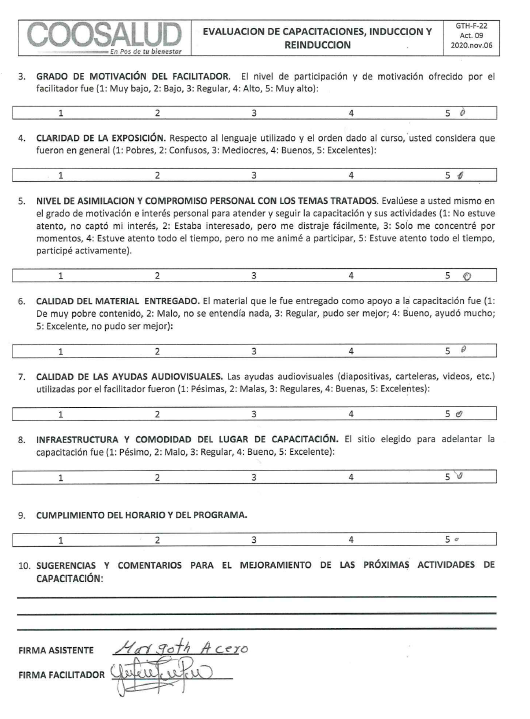 COOSALUD
En Pos de tu bienestar
EVALUACION DE CAPACITACIONES, INDUCCION Y
REINDUCCION
GTH-F-22
Act. 09
2020.nov.06
3. GRADO DE MOTIVACIÓN DEL FACILITADOR. El nivel de participación y de motivación ofrecido por el
facilitador fue (1: Muy bajo, 2: Bajo, 3: Regular, 4: Alto, 5: Muy alto):
1 2 3 4 5
4. CLARIDAD DE LA EXPOSICIÓN. Respecto al lenguaje utilizado y el orden dado al curso, usted considera que
fueron en general (1: Pobres, 2: Confusos, 3: Mediocres, 4: Buenos, 5: Excelentes):
1 2 3 4 5
5. NIVEL DE ASIMILACION Y COMPROMISO PERSONAL CON LOS TEMAS TRATADOS. Evalúese a usted mismo en
el grado de motivación e interés personal para atender y seguir la capacitación y sus actividades (1: No estuve
atento, no captó mi interés, 2: Estaba interesado, pero me distraje fácilmente, 3: Solo me concentré por
momentos, 4: Estuve atento todo el tiempo, pero no me animé a participar, 5: Estuve atento todo el tiempo,
participé activamente).
1 2 3 4 5
6. CALIDAD DEL MATERIAL ENTREGADO. El material que le fue entregado como apoyo a la capacitación fue (1:
De muy pobre contenido, 2: Malo, no se entendía nada, 3: Regular, pudo ser mejor; 4: Bueno, ayudó mucho;
5: Excelente, no pudo ser mejor):
1 2 3 4 5
7. CALIDAD DE LAS AYUDAS AUDIOVISUALES. Las ayudas audiovisuales (diapositivas, carteleras, videos, etc.)
utilizadas por el facilitador fueron (1: Pésimas, 2: Malas, 3: Regulares, 4: Buenas, 5: Excelentes):
1 2 3 4 5
8. INFRAESTRUCTURA Y COMODIDAD DEL LUGAR DE CAPACITACIÓN. El sitio elegido para adelantar la
capacitación fue (1: Pésimo, 2: Malo, 3: Regular, 4: Bueno, 5: Excelente):
1 2 3 4 5
9. CUMPLIMIENTO DEL HORARIO Y DEL PROGRAMA.
1 2 3 4 5
10. SUGERENCIAS Y COMENTARIOS PARA EL MEJORAMIENTO DE LAS PRÓXIMAS ACTIVIDADES DE
CAPACITACIÓN:
FIRMA ASISTENTE Margoth Acero
FIRMA FACILITADOR